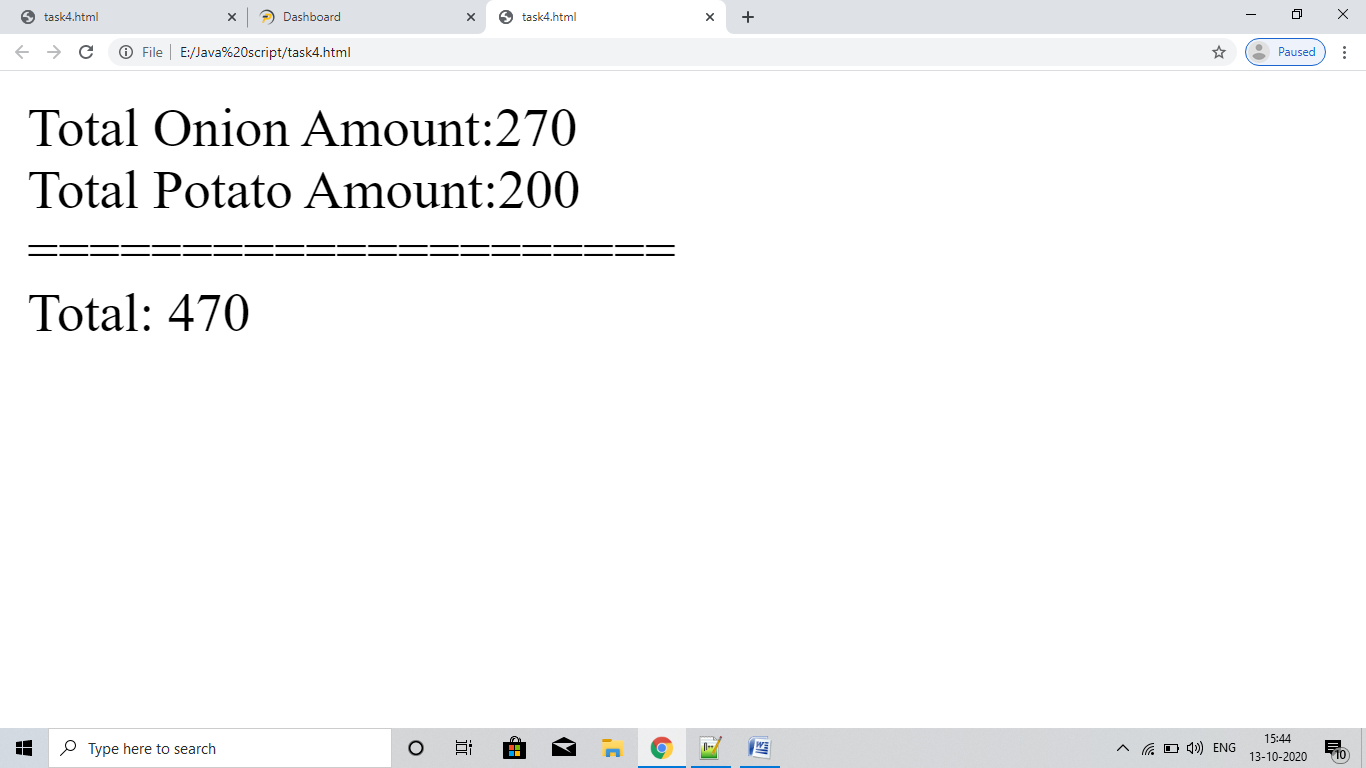 task4.html
Dashboard
task4.html
File
E:/Java%20script/task4.html
Paused
Total Onion Amount:270
Total Potato Amount:200
=====================
Total: 470
Type here to search
ENG
15:44
13-10-2020
10